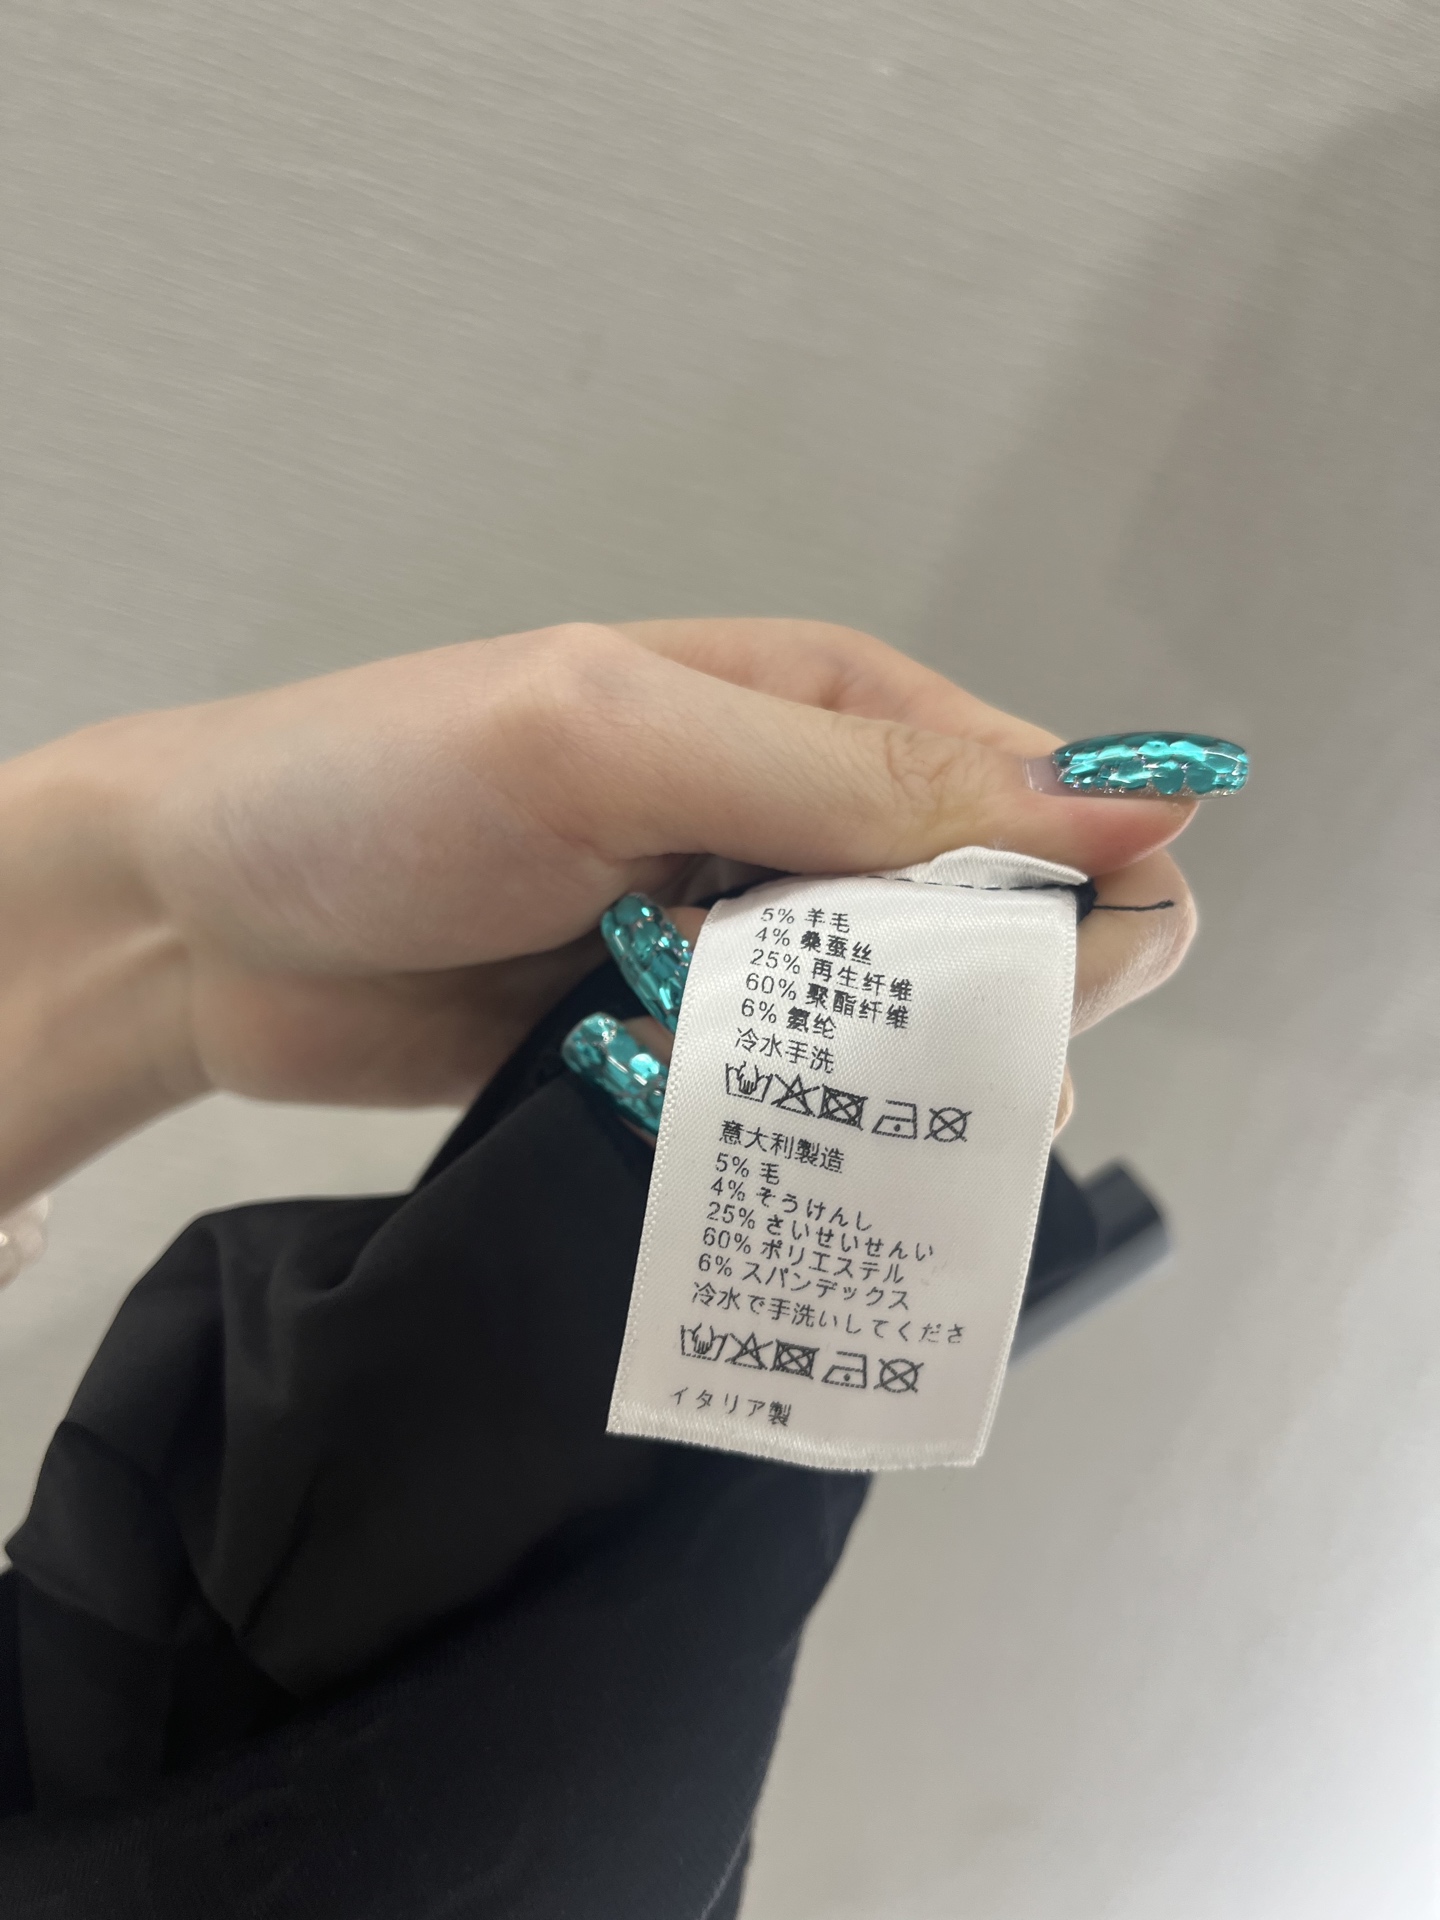 5% 羊毛
4% 桑蚕丝
25% 再生纤维
60% 聚酯纤维
6% 氨纶
冷水手洗
意大利製造
5% 毛
4% そうけんし
25% さいせいせんい
60% ポリエステル
6% スパンデックス
冷水で手洗いしてくださ
イタリア製